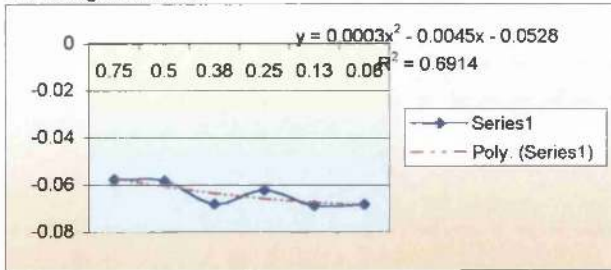 y = 0.0003x² - 0.0045x - 0.0528
R² = 0.6914
0
0.75 0.5 0.38 0.25 0.13 0.06
-0.02
-0.04
-0.06
-0.08
Series1
Poly. (Series1)